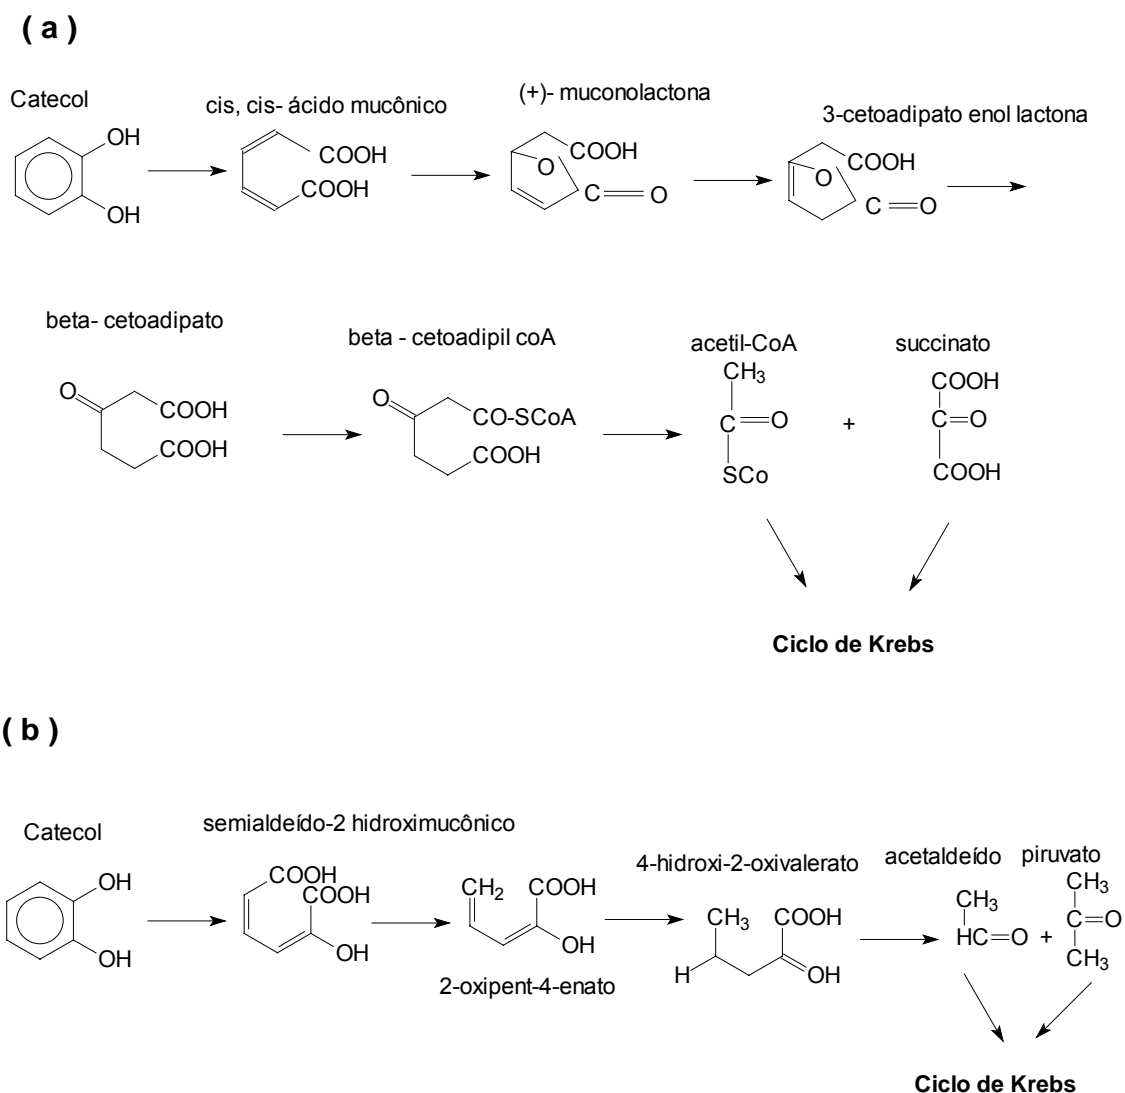 ( a )
Catecol
OH
OH
cis, cis- ácido mucônico
COOH
COOH
(+)- muconolactona
COOH
O
C O
3-cetoadipato enol lactona
COOH
O
C O
beta- cetoadipato
O
COOH
COOH
beta - cetoadipil coA
O
CO-SCoA
COOH
acetil-CoA
CH3
C O
SCo
+
succinato
COOH
C O
COOH
Ciclo de Krebs
( b )
Catecol
OH
OH
semialdeído-2 hidroximucônico
COOH
COOH
OH
CH2 COOH
OH
2-oxipent-4-enato
4-hidroxi-2-oxivalerato
CH3 COOH
H OH
acetaldeído
CH3
HC=O
+
piruvato
CH3
C=O
CH3
Ciclo de Krebs